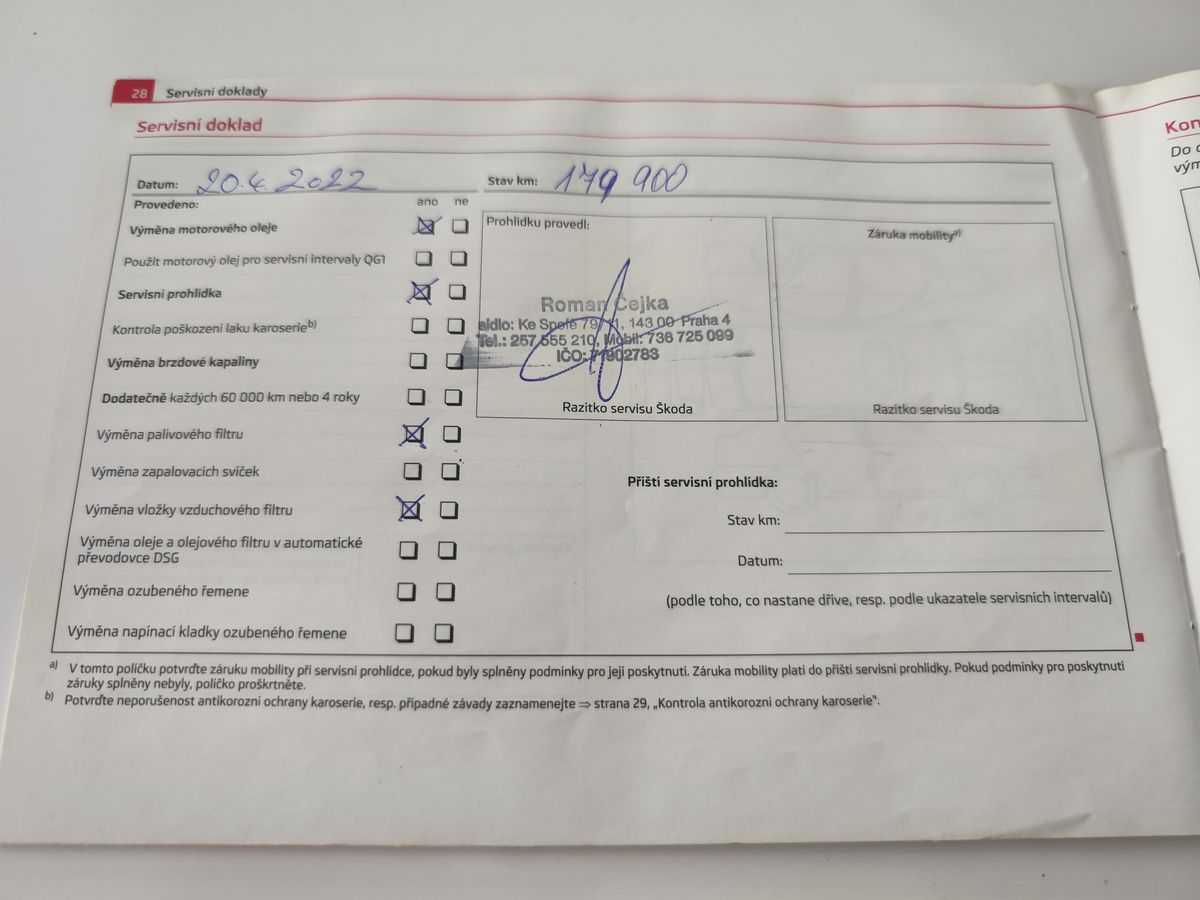 28 Servisní doklady
Servisní doklad
Datum: 20.4.2022
Stav km: 179 900
Provedeno: ano ne
Výměna motorového oleje
Použit motorový olej pro servisní intervaly QG1
Servisní prohlídka
Kontrola poškození laku karoserie b)
Výměna brzdové kapaliny
Dodatečně každých 60 000 km nebo 4 roky
Výměna palivového filtru
Výměna zapalovacích svíček
Výměna vložky vzduchového filtru
Výměna oleje a olejového filtru v automatické
převodovce DSG
Výměna ozubeného řemene
Výměna napínací kladky ozubeného řemene
Prohlídku provedl:
Roman Čejka
sídlo: Ke 143 00 Praha 4
Tel.: 257 555 210, Mobil: 736 725 099
IČO: 71902783
Razítko servisu Škoda
Záruka mobility a)
Razítko servisu Škoda
Příští servisní prohlídka:
Stav km:
Datum:
(podle toho, co nastane dříve, resp. podle ukazatele servisních intervalů)
a) V tomto políčku potvrďte záruku mobility při servisní prohlídce, pokud byly splněny podmínky pro její poskytnutí. Záruka mobility platí do příští servisní prohlídky. Pokud podmínky pro poskytnutí
záruky splněny nebyly, políčko proškrtněte.
b) Potvrďte neporušenost antikorozní ochrany karoserie, resp. případné závady zaznamenejte ⇒ strana 29, „Kontrola antikorozní ochrany karoserie“.
Kon
Do
vým